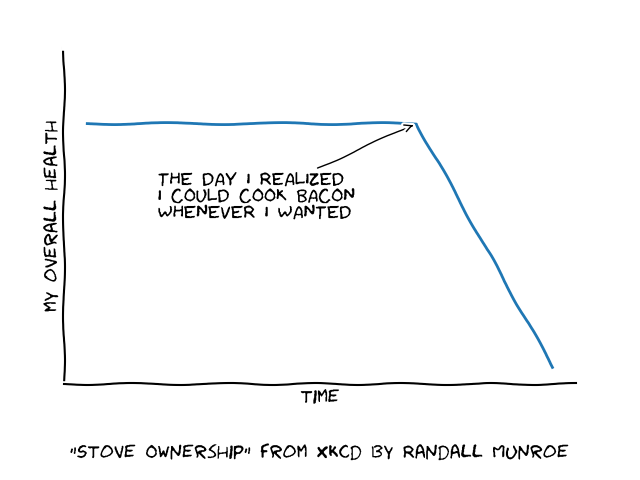 MY OVERALL HEALTH
THE DAY I REALIZED
I COULD COOK BACON
WHENEVER I WANTED
TIME
"STOVE OWNERSHIP" FROM XKCD BY RANDALL MUNROE